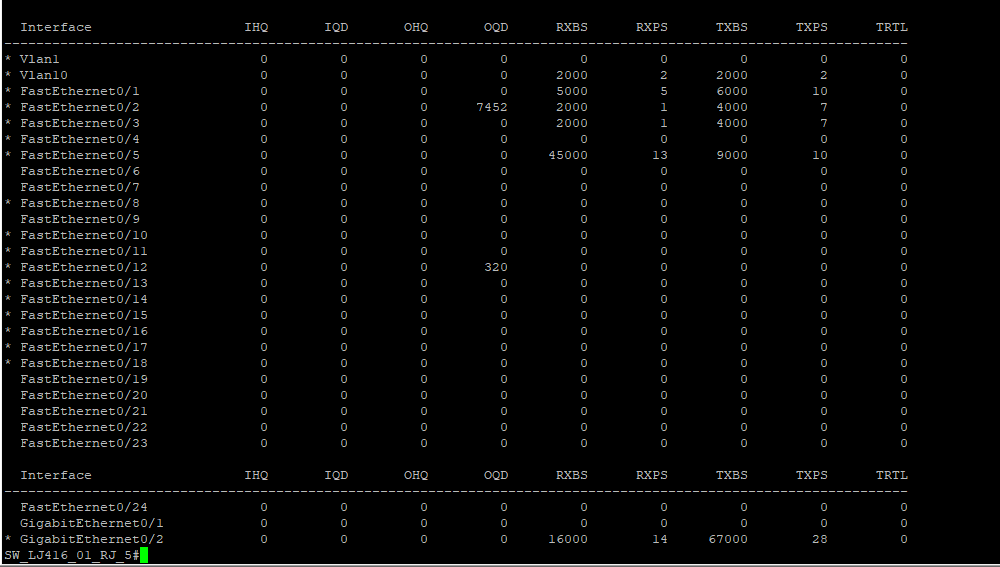 Interface IHQ IQD OHQ OQD RXBS RXPS TXBS TXPS TRTL
-----------------------------------------------------------------------------------------------------------------
* Vlan1 0 0 0 0 0 0 0 0 0
* Vlan10 0 0 0 0 2000 2 2000 2 0
* FastEthernet0/1 0 0 0 0 5000 5 6000 10 0
* FastEthernet0/2 0 0 0 7452 2000 1 4000 7 0
* FastEthernet0/3 0 0 0 0 2000 1 4000 7 0
* FastEthernet0/4 0 0 0 0 0 0 0 0 0
* FastEthernet0/5 0 0 0 0 45000 13 9000 10 0
FastEthernet0/6 0 0 0 0 0 0 0 0 0
FastEthernet0/7 0 0 0 0 0 0 0 0 0
* FastEthernet0/8 0 0 0 0 0 0 0 0 0
FastEthernet0/9 0 0 0 0 0 0 0 0 0
* FastEthernet0/10 0 0 0 0 0 0 0 0 0
* FastEthernet0/11 0 0 0 0 0 0 0 0 0
* FastEthernet0/12 0 0 0 320 0 0 0 0 0
* FastEthernet0/13 0 0 0 0 0 0 0 0 0
* FastEthernet0/14 0 0 0 0 0 0 0 0 0
* FastEthernet0/15 0 0 0 0 0 0 0 0 0
* FastEthernet0/16 0 0 0 0 0 0 0 0 0
* FastEthernet0/17 0 0 0 0 0 0 0 0 0
* FastEthernet0/18 0 0 0 0 0 0 0 0 0
FastEthernet0/19 0 0 0 0 0 0 0 0 0
FastEthernet0/20 0 0 0 0 0 0 0 0 0
FastEthernet0/21 0 0 0 0 0 0 0 0 0
FastEthernet0/22 0 0 0 0 0 0 0 0 0
FastEthernet0/23 0 0 0 0 0 0 0 0 0
Interface IHQ IQD OHQ OQD RXBS RXPS TXBS TXPS TRTL
-----------------------------------------------------------------------------------------------------------------
FastEthernet0/24 0 0 0 0 0 0 0 0 0
GigabitEthernet0/1 0 0 0 0 0 0 0 0 0
* GigabitEthernet0/2 0 0 0 0 16000 14 67000 28 0
SW_LJ416_01_RJ_5#